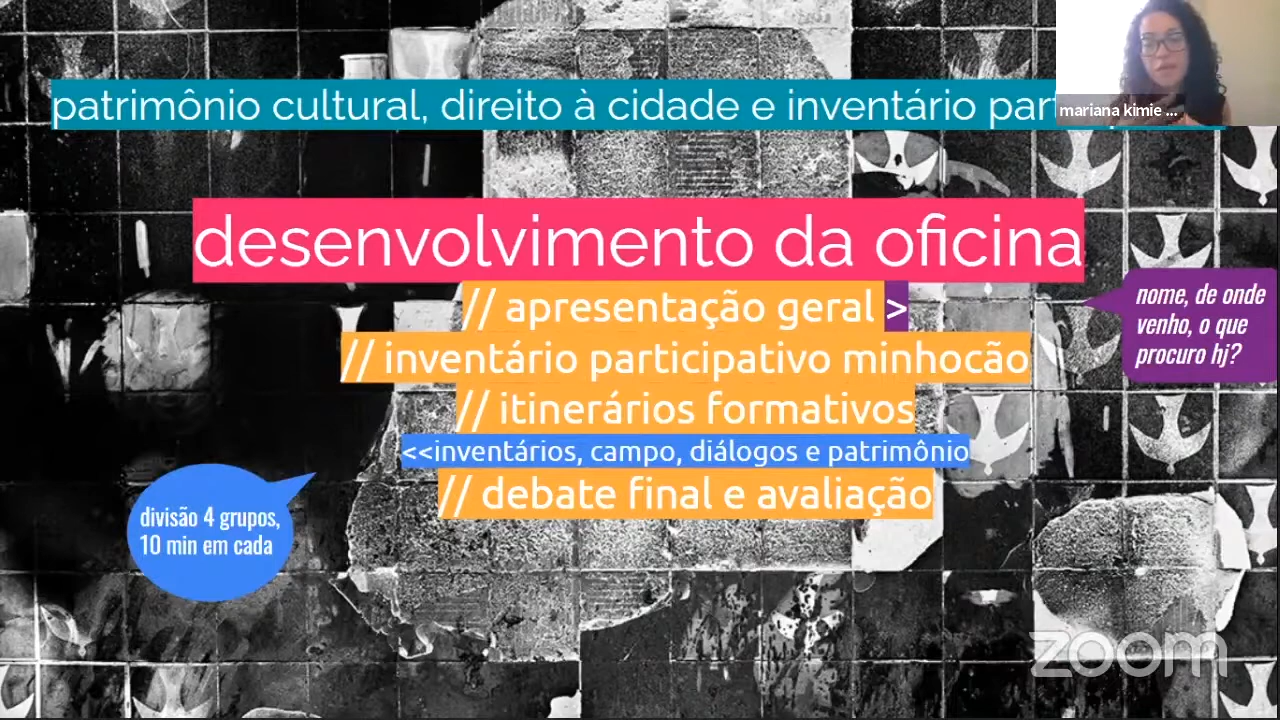 patrimônio cultural, direito à cidade e inventário
mariana kimie ...
desenvolvimento da oficina
// apresentação geral >
nome, de onde
venho, o que
procuro hj?
// inventário participativo minhocão
// itinerários formativos
<<inventários, campo, diálogos e patrimônio
// debate final e avaliação
divisão 4 grupos,
10 min em cada
zoom